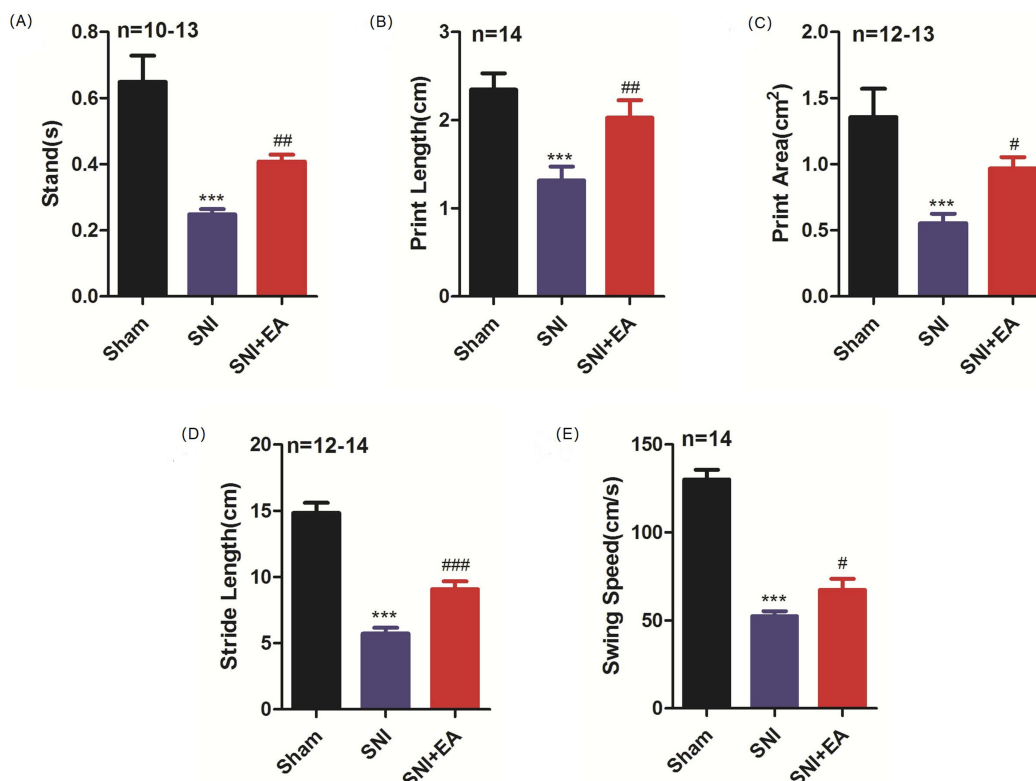 (A)
n=10-13
Stand(s)
0.8
0.6
0.4
0.2
0.0
***
##
Sham
SNI
SNI+EA
(B)
n=14
Print Length(cm)
3
2
1
0
***
##
Sham
SNI
SNI+EA
(C)
n=12-13
Print Area(cm²)
2.0
1.5
1.0
0.5
0.0
***
#
Sham
SNI
SNI+EA
(D)
n=12-14
Stride Length(cm)
20
15
10
5
0
***
###
Sham
SNI
SNI+EA
(E)
n=14
Swing Speed(cm/s)
150
100
50
0
***
#
Sham
SNI
SNI+EA